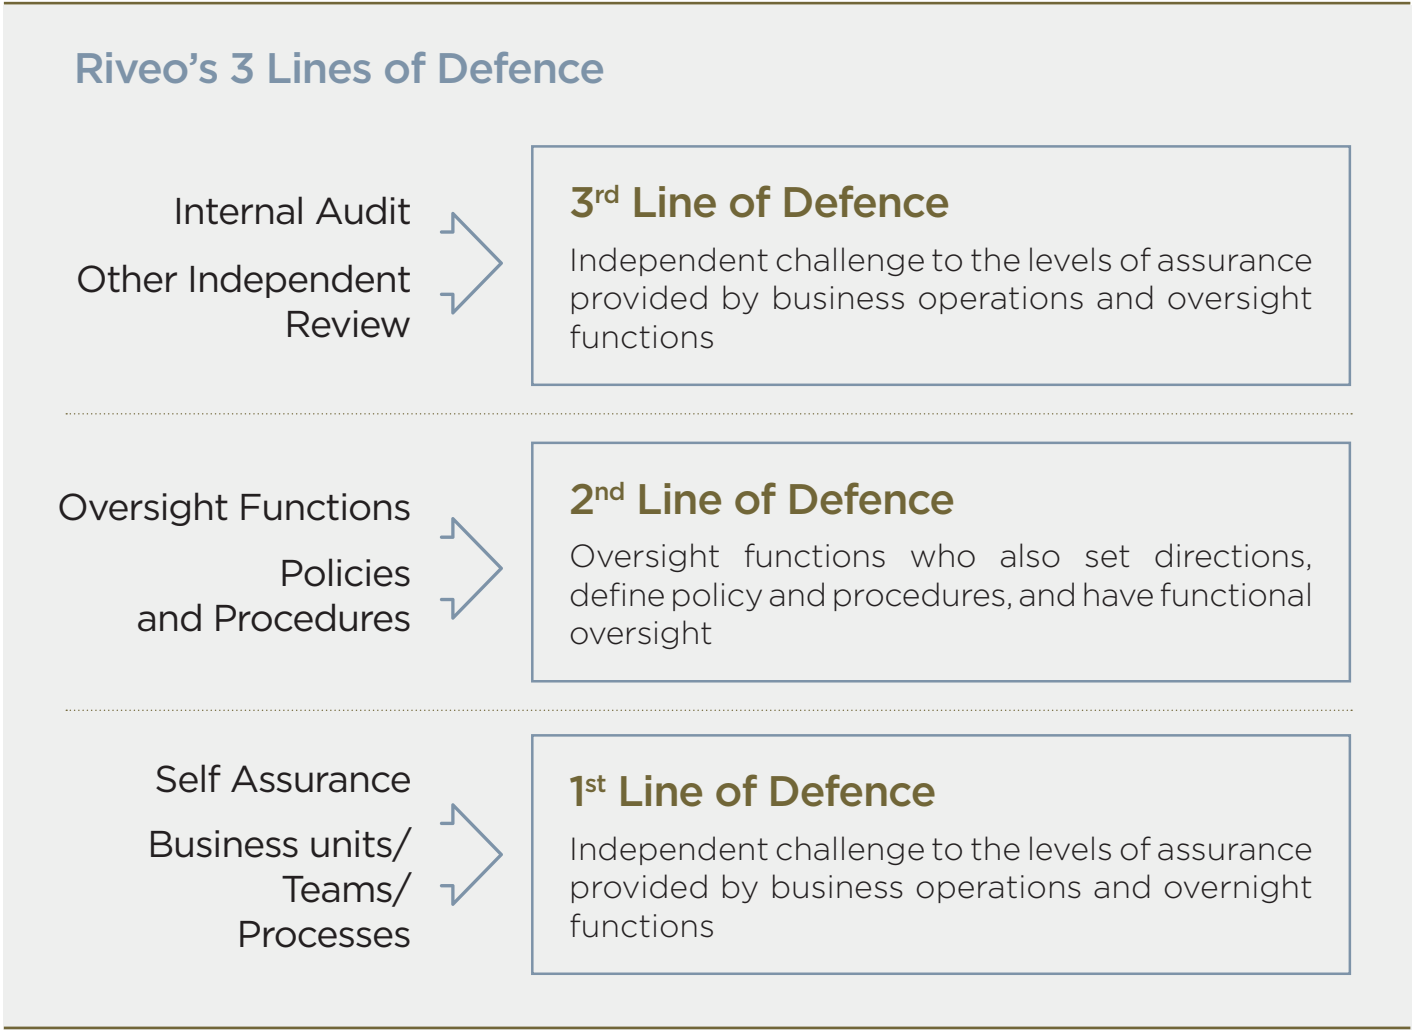 Riveo’s 3 Lines of Defence
Internal Audit
Other Independent
Review
3rd Line of Defence
Independent challenge to the levels of assurance
provided by business operations and oversight
functions
Oversight Functions
Policies
and Procedures
2nd Line of Defence
Oversight functions who also set directions,
define policy and procedures, and have functional
oversight
Self Assurance
Business units/
Teams/
Processes
1st Line of Defence
Independent challenge to the levels of assurance
provided by business operations and overnight
functions